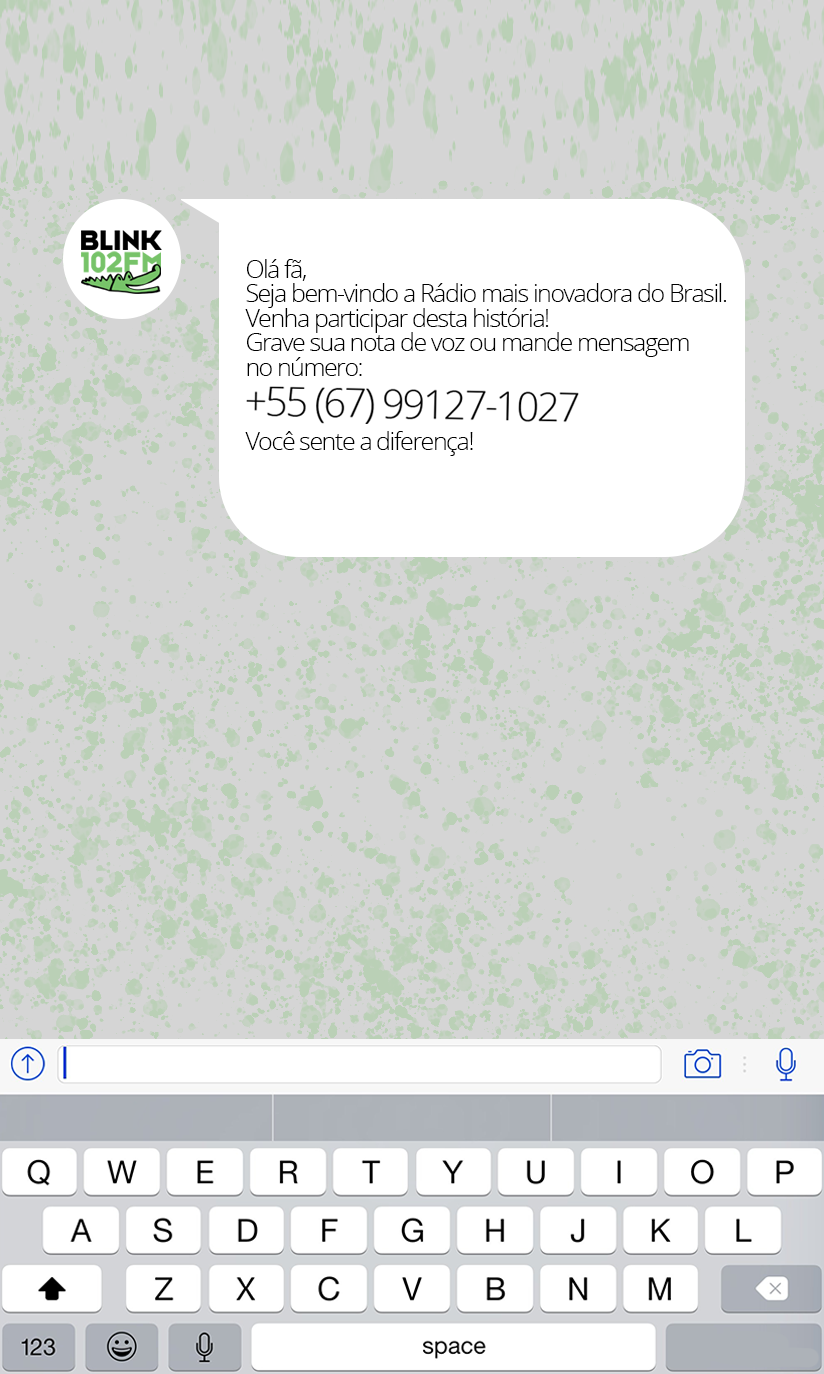 BLINK
102FM
Olá fã,
Seja bem-vindo a Rádio mais inovadora do Brasil.
Venha participar desta história!
Grave sua nota de voz ou mande mensagem
no número:
+55 (67) 99127-1027
Você sente a diferença!
Q W E R T Y U I O P
A S D F G H J K L
Z X C V B N M
123 space